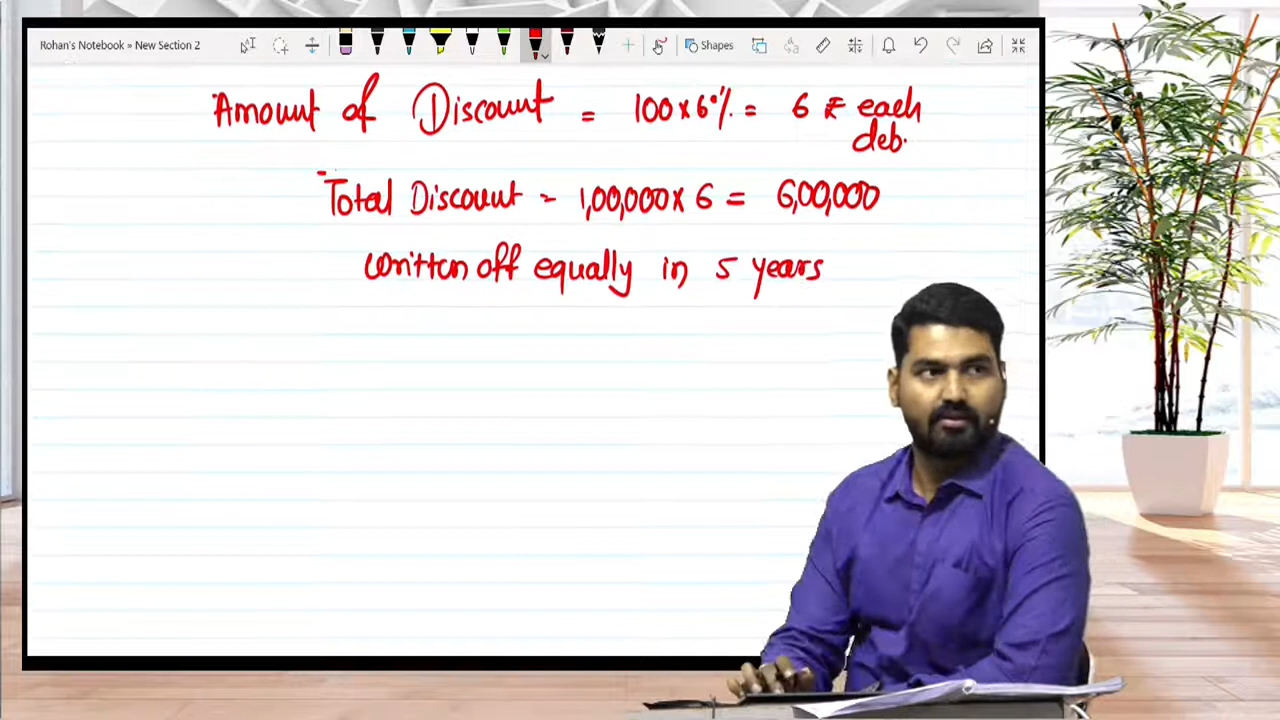 Rohan's Notebook » New Section 2
Shapes
Amount of Discount = 100 x 6% = 6 ₹ each
deb.
Total Discount = 1,00,000 x 6 = 6,00,000
written off equally in 5 years